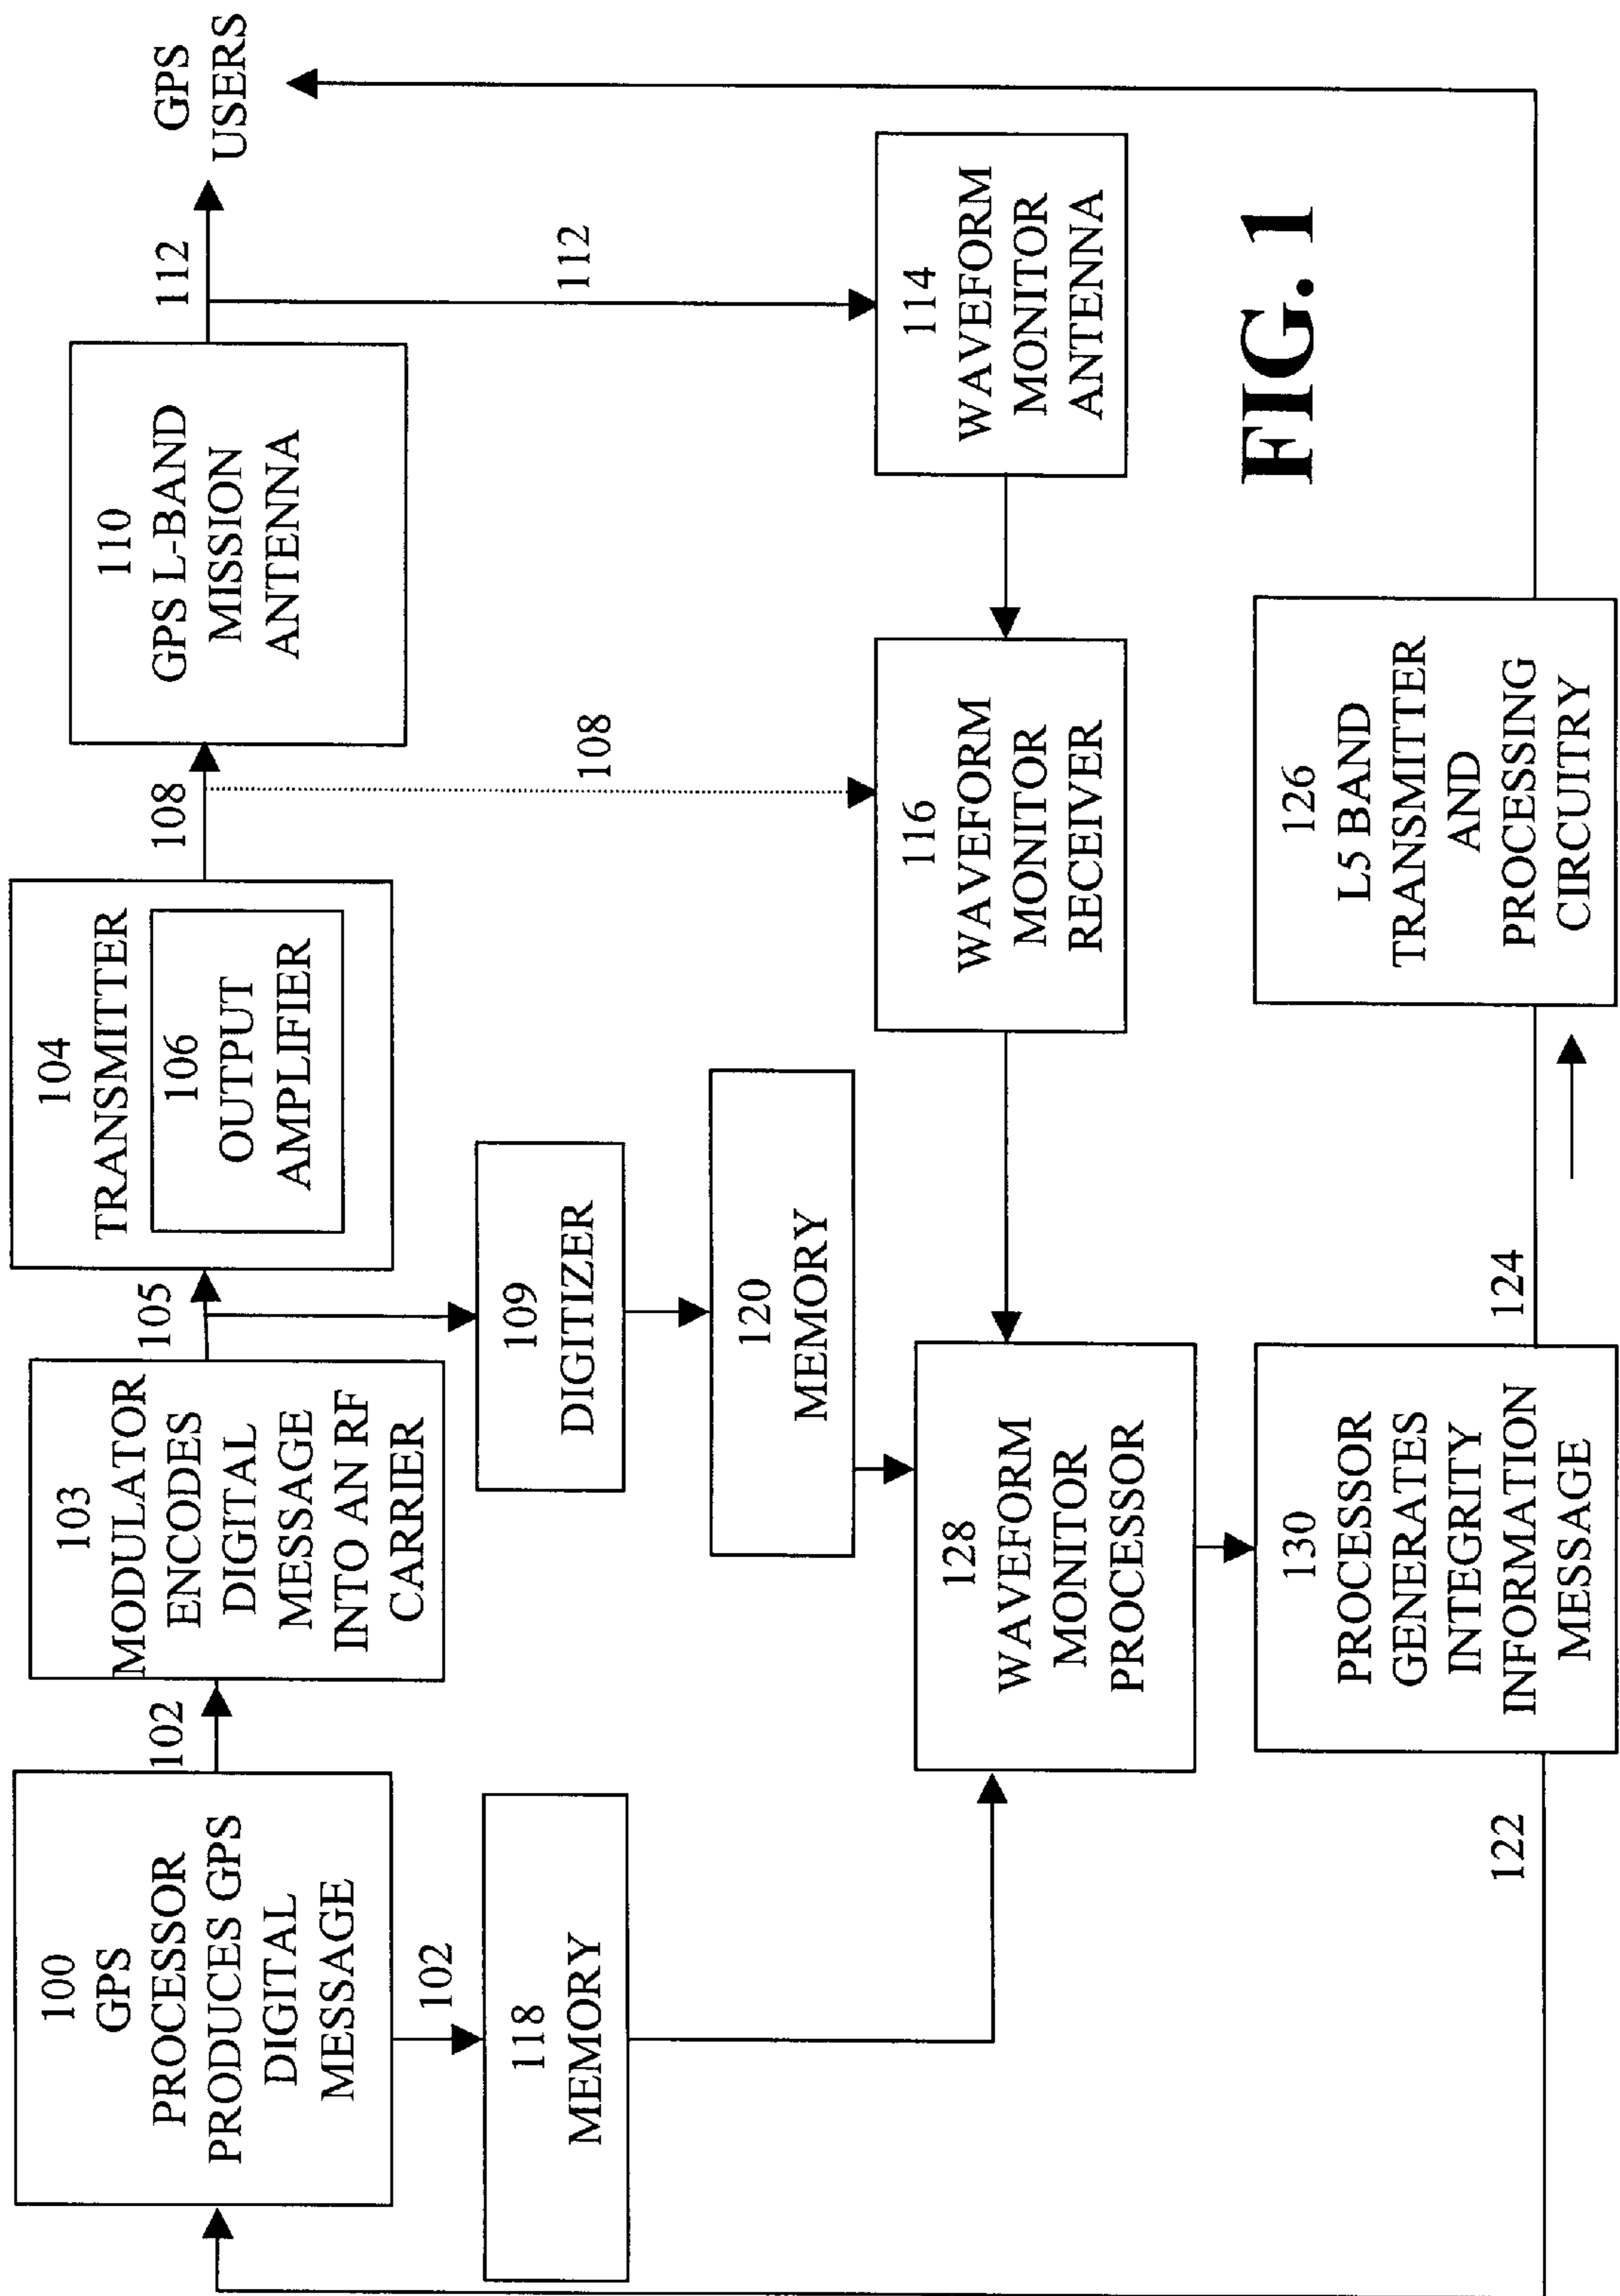 100
GPS
PROCESSOR
PRODUCES GPS
DIGITAL
MESSAGE
102
103
MODULATOR
ENCODES
DIGITAL
MESSAGE
INTO AN RF
CARRIER
105
104
TRANSMITTER
106
OUTPUT
AMPLIFIER
108
110
GPS L-BAND
MISSION
ANTENNA
112
GPS
USERS
102
118
MEMORY
109
DIGITIZER
120
MEMORY
108
112
128
WAVEFORM
MONITOR
PROCESSOR
116
WAVEFORM
MONITOR
RECEIVER
114
WAVEFORM
MONITOR
ANTENNA
122
130
PROCESSOR
GENERATES
INTEGRITY
INFORMATION
MESSAGE
124
126
L5 BAND
TRANSMITTER
AND
PROCESSING
CIRCUITRY
FIG. 1